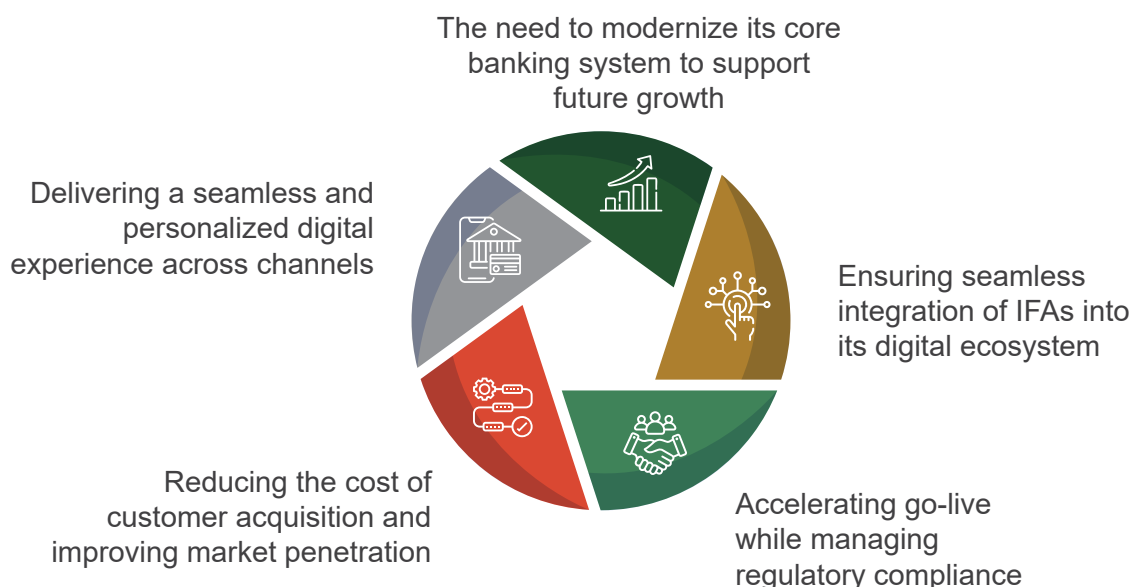 The need to modernize its core
banking system to support
future growth
Delivering a seamless and
personalized digital
experience across channels
Ensuring seamless
integration of IFAs into
its digital ecosystem
Reducing the cost of
customer acquisition and
improving market penetration
Accelerating go-live
while managing
regulatory compliance